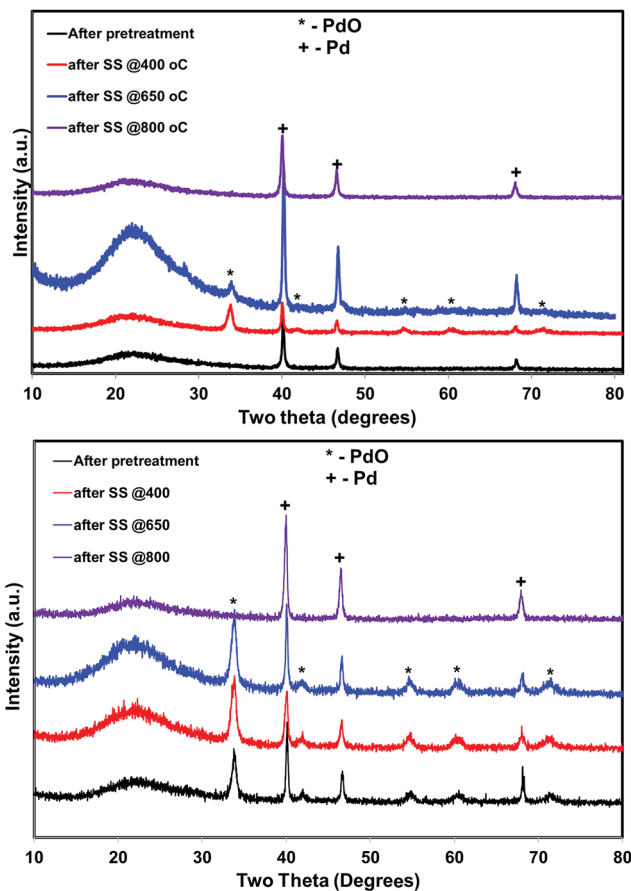 * - PdO
+ - Pd
After pretreatment
after SS @400 oC
after SS @650 oC
after SS @800 oC
Intensity (a.u.)
+
+
+
*
*
*
*
*
10 20 30 40 50 60 70 80
Two theta (degrees)
* - PdO
+ - Pd
After pretreatment
after SS @400
after SS @650
after SS @800
Intensity (a.u.)
+
+
+
*
*
*
*
*
10 20 30 40 50 60 70 80
Two Theta (Degrees)